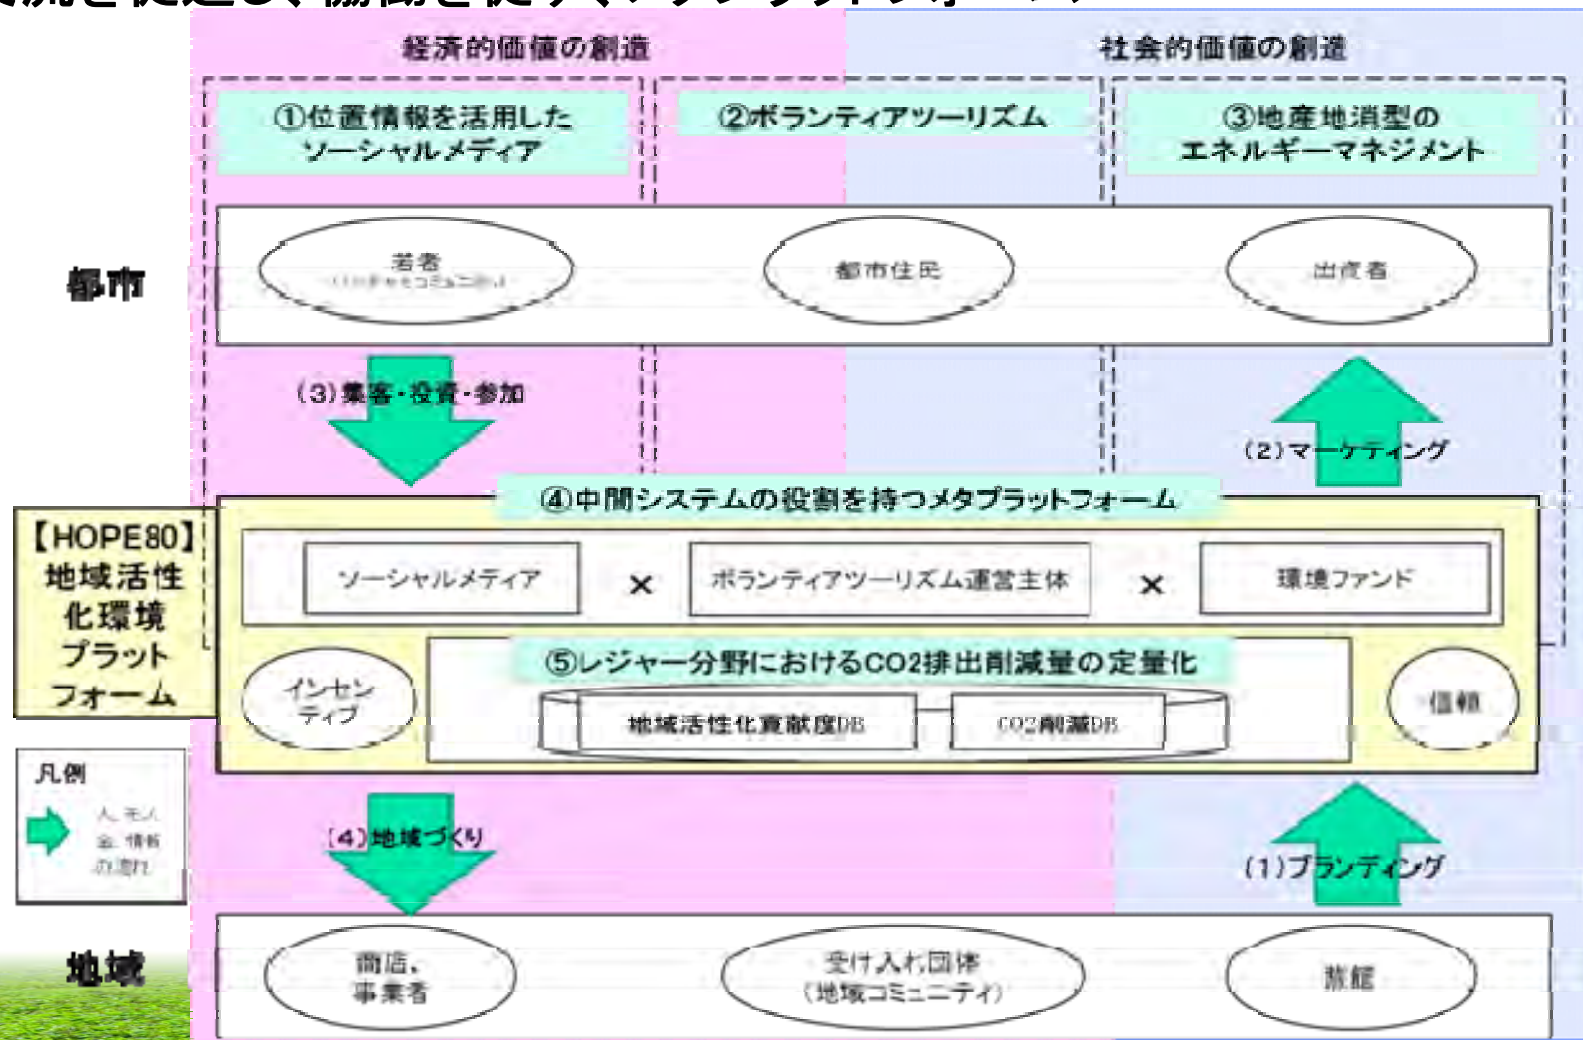 経済的価値の創造
社会的価値の創造
①位置情報を活用した
ソーシャルメディア
②ボランティアツーリズム
③地産地消型の
エネルギーマネジメント
都市
若者
都市住民
出資者
(3)集客・投資・参加
(2)マーケティング
④中間システムの役割を持つメタプラットフォーム
【HOPE80】
地域活性
化環境
プラット
フォーム
ソーシャルメディア
×
ボランティアツーリズム運営主体
×
環境ファンド
⑤レジャー分野におけるCO2排出削減量の定量化
インセン
ティブ
地域活性化貢献度DB
CO2削減DB
信頼
凡例
人、モノ、
金、情報
の流れ
(4)地域づくり
(1)ブランディング
地域
商店、
事業者
受け入れ団体
(地域コミュニティ)
旅館